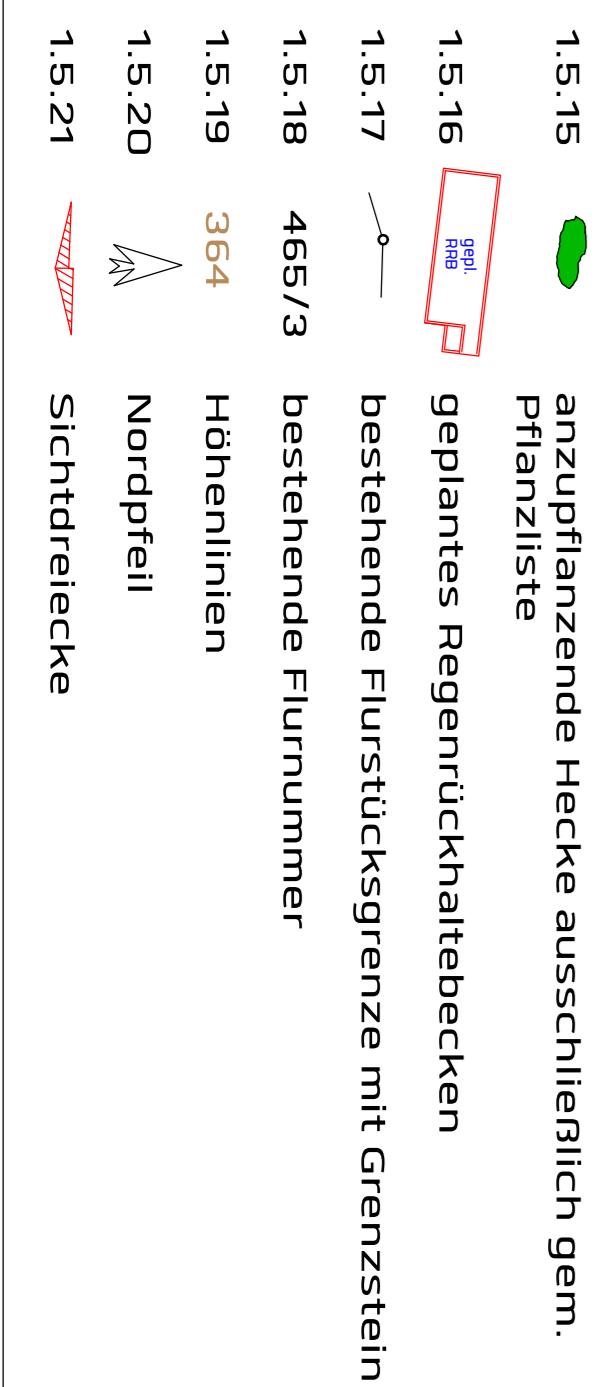 1.5.15 anzupflanzende Hecke ausschließlich gem.
Pflanzliste
1.5.16 gepl.
RRB
geplantes Regenrückhaltebecken
1.5.17 bestehende Flurstücksgrenze mit Grenzstein
1.5.18 465/3 bestehende Flurnummer
1.5.19 364 Höhenlinien
1.5.20 Nordpfeil
1.5.21 Sichtdreiecke